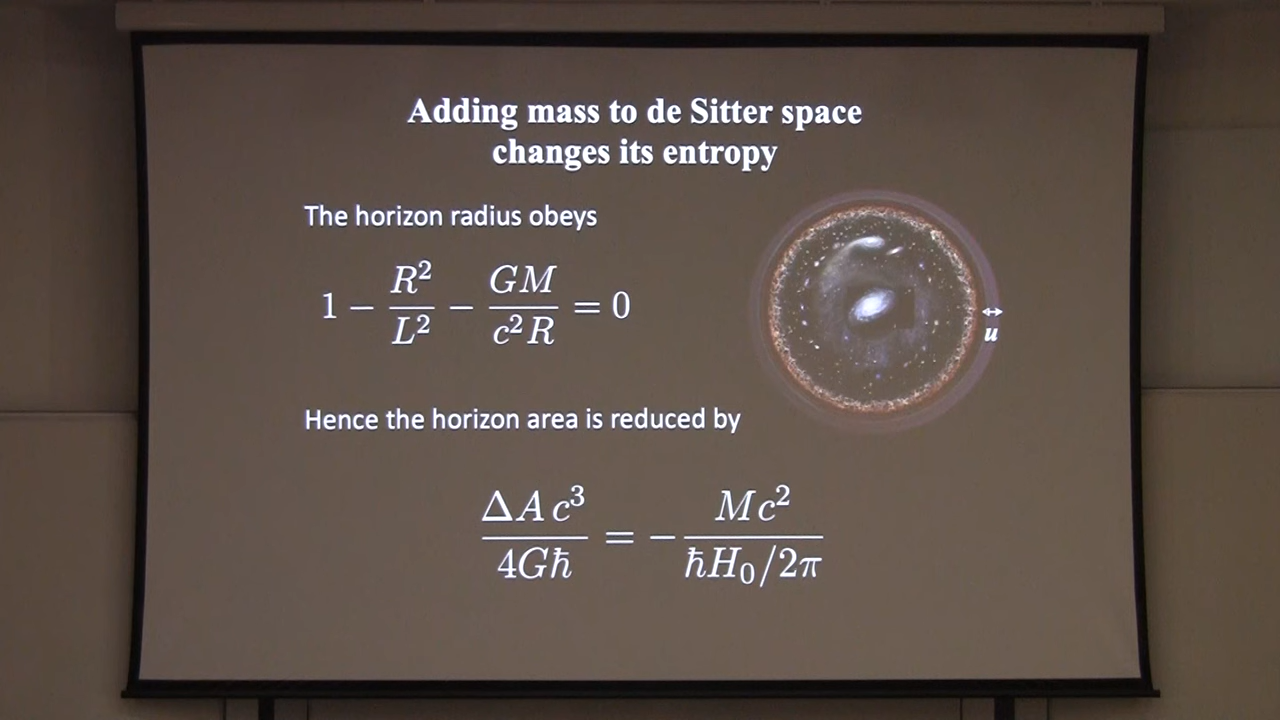 Adding mass to de Sitter space
changes its entropy
The horizon radius obeys
1 − R²/L² − GM/c²R = 0
u
Hence the horizon area is reduced by
ΔA c³/4Għ = − Mc²/ħH₀/2π